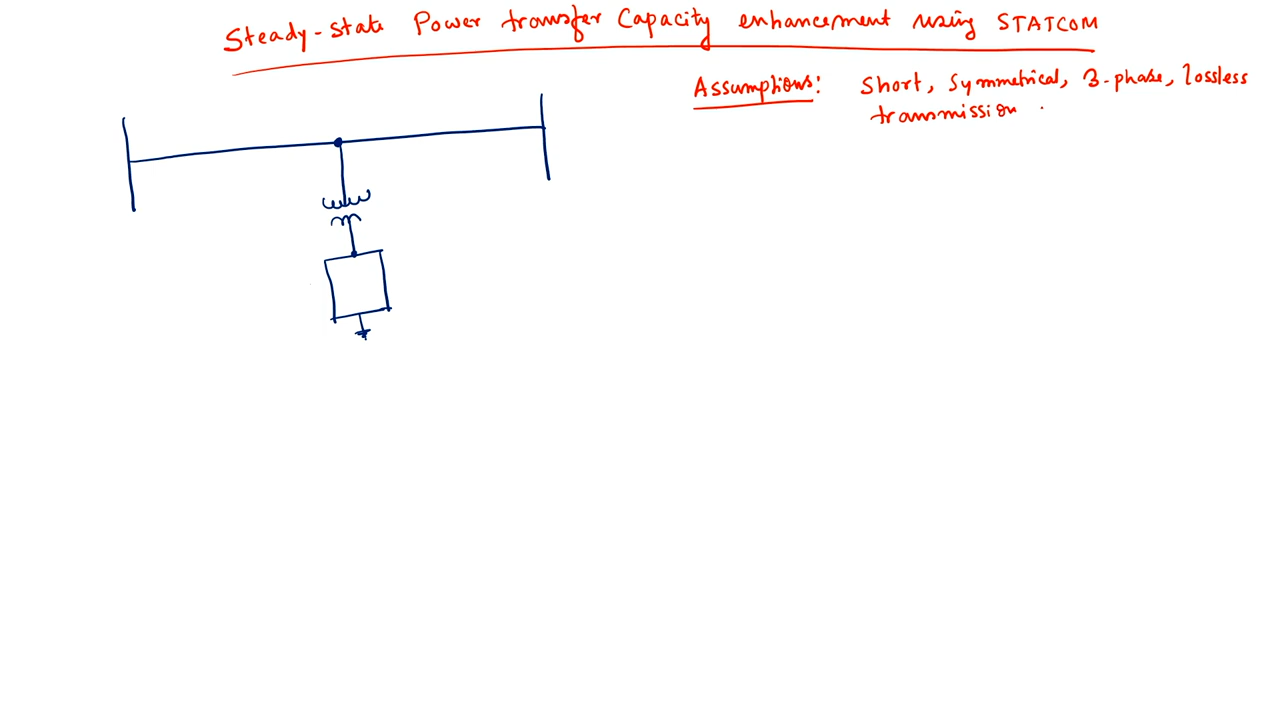 Steady-state Power transfer Capacity enhancement using STATCOM
Assumptions: Short, Symmetrical, 3-phase, lossless
transmission